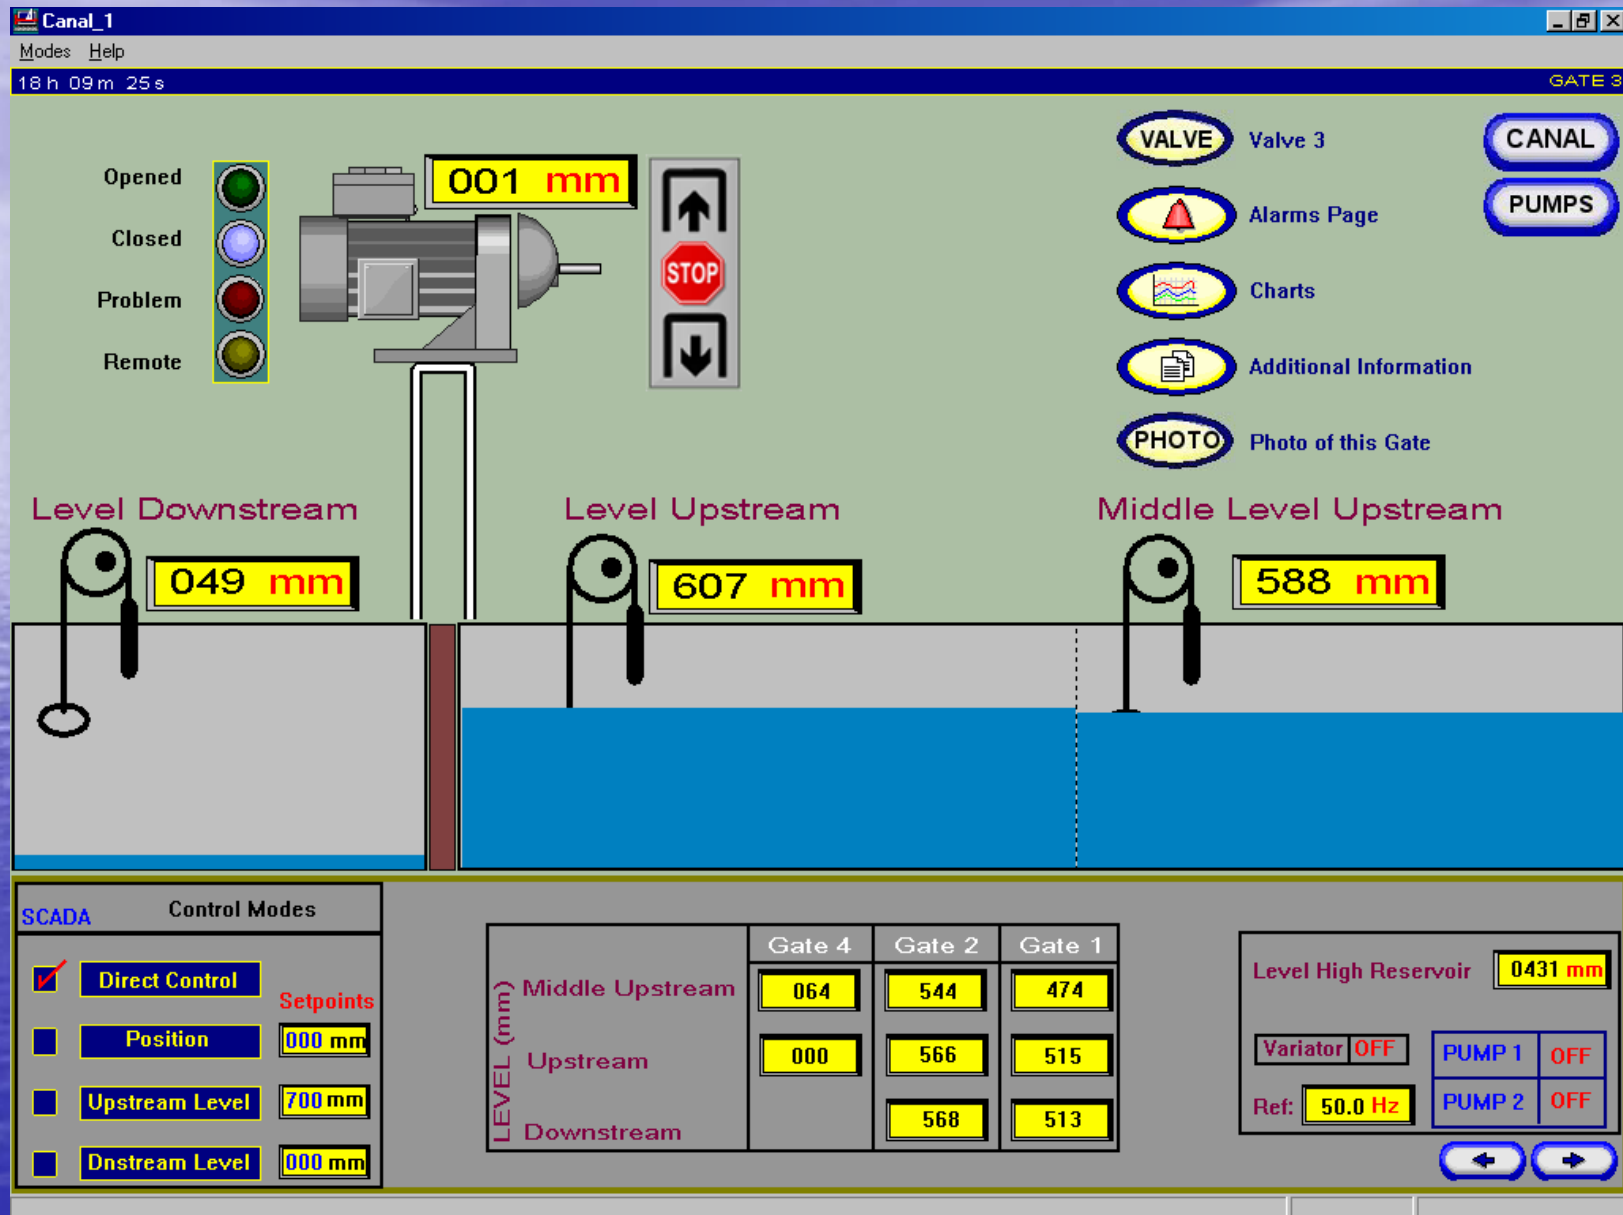 Canal_1
Modes Help
18 h 09 m 25 s GATE 3
Opened
Closed
Problem
Remote
001 mm
STOP
VALVE Valve 3
Alarms Page
Charts
Additional Information
PHOTO Photo of this Gate
CANAL
PUMPS
Level Downstream
049 mm
Level Upstream
607 mm
Middle Level Upstream
588 mm
SCADA Control Modes
Direct Control
Setpoints
Position 000 mm
Upstream Level 700 mm
Dnstream Level 000 mm
LEVEL (mm)
Gate 4 Gate 2 Gate 1
Middle Upstream 064 544 474
Upstream 000 566 515
Downstream 568 513
Level High Reservoir 0431 mm
Variator OFF
Ref: 50.0 Hz
PUMP 1 OFF
PUMP 2 OFF